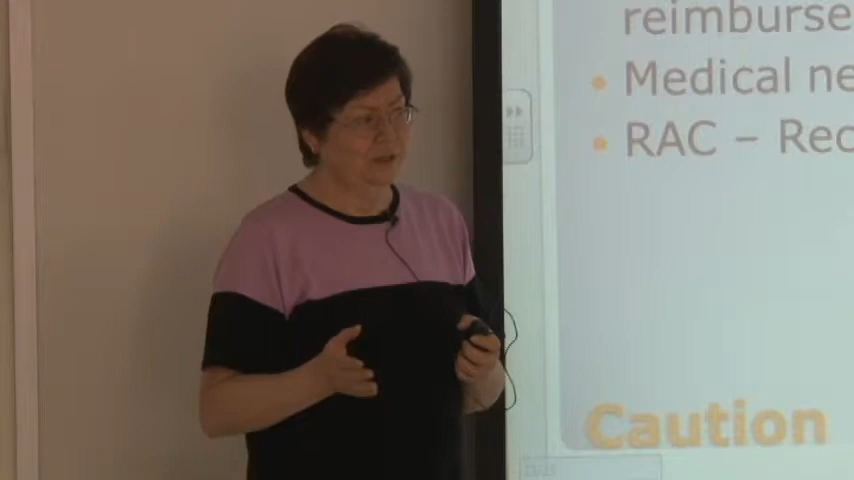 reimburse
• Medical ne
• RAC – Rec
Caution